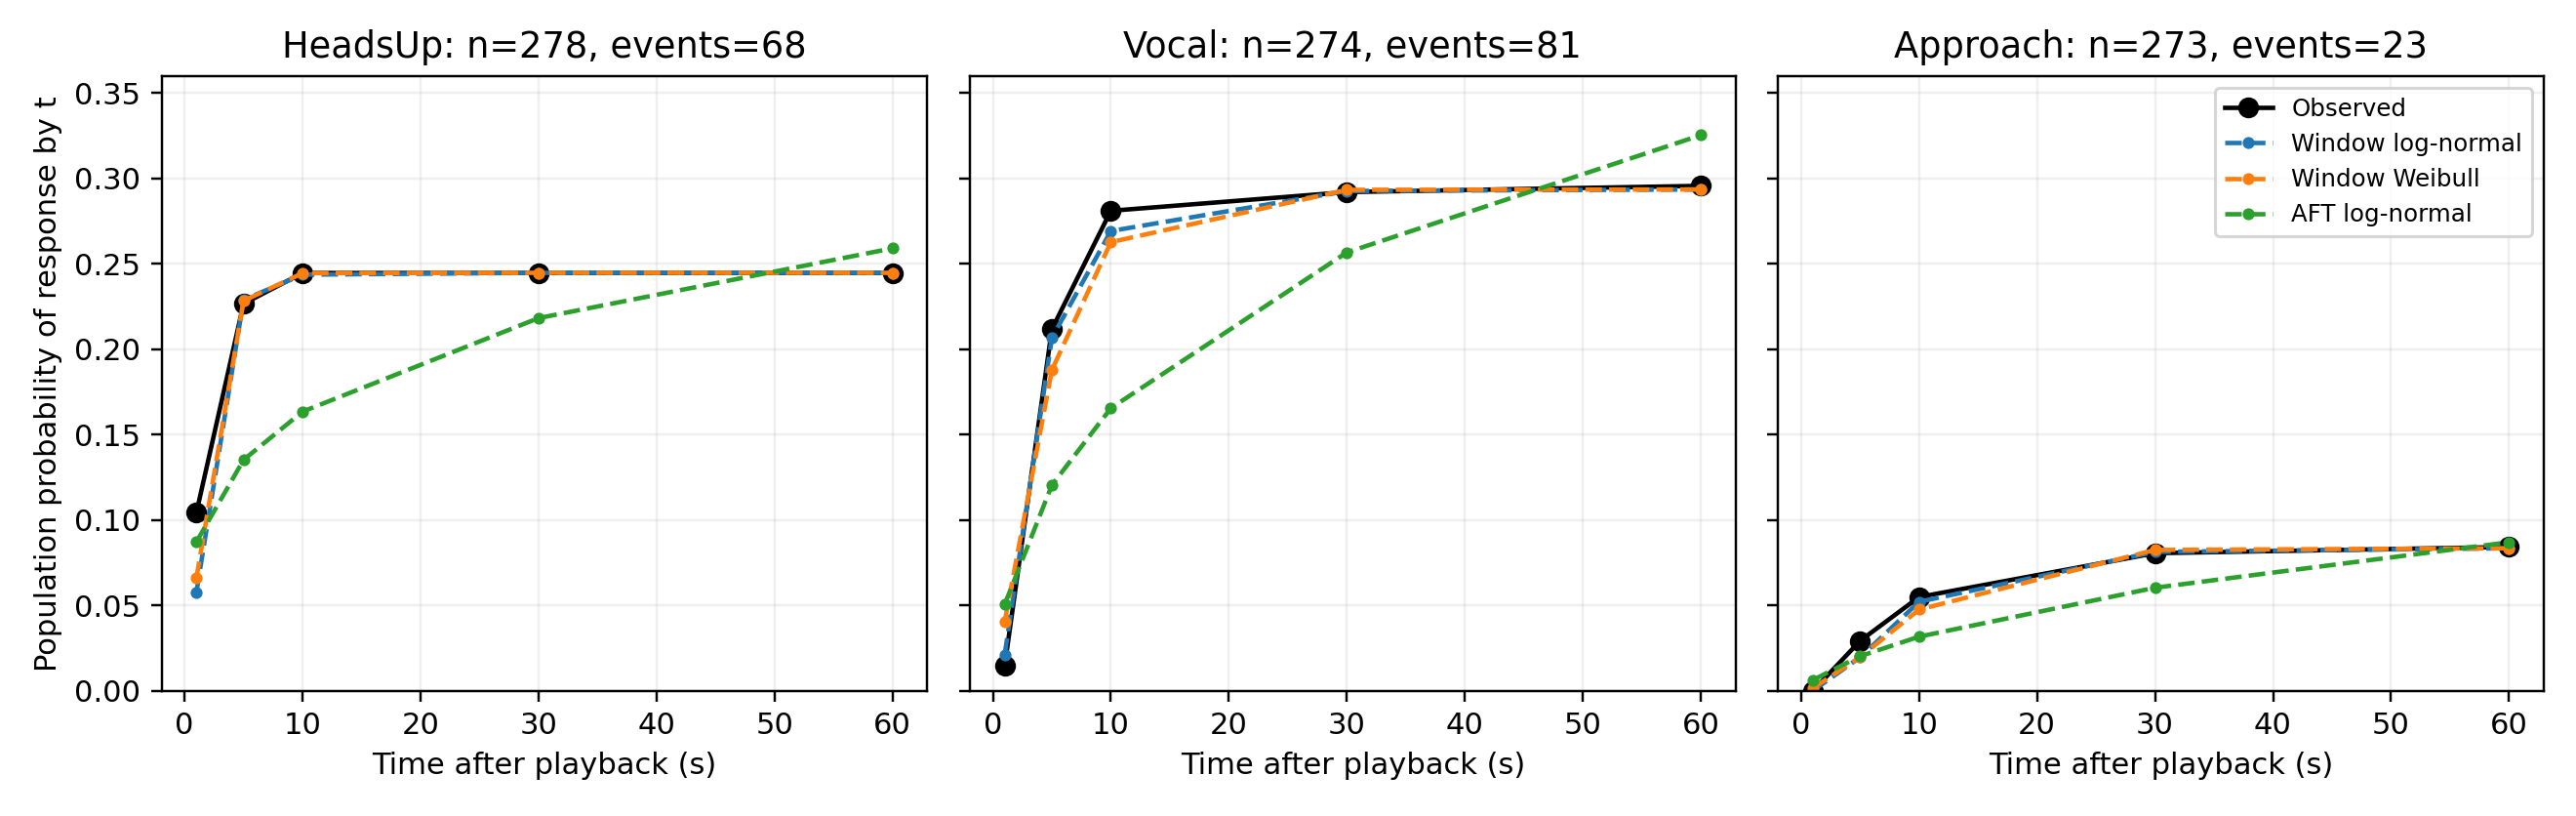 HeadsUp: n=278, events=68
Vocal: n=274, events=81
Approach: n=273, events=23
Population probability of response by t
0.35
0.30
0.25
0.20
0.15
0.10
0.05
0.00
Observed
Window log-normal
Window Weibull
AFT log-normal
0 10 20 30 40 50 60
0 10 20 30 40 50 60
0 10 20 30 40 50 60
Time after playback (s)
Time after playback (s)
Time after playback (s)